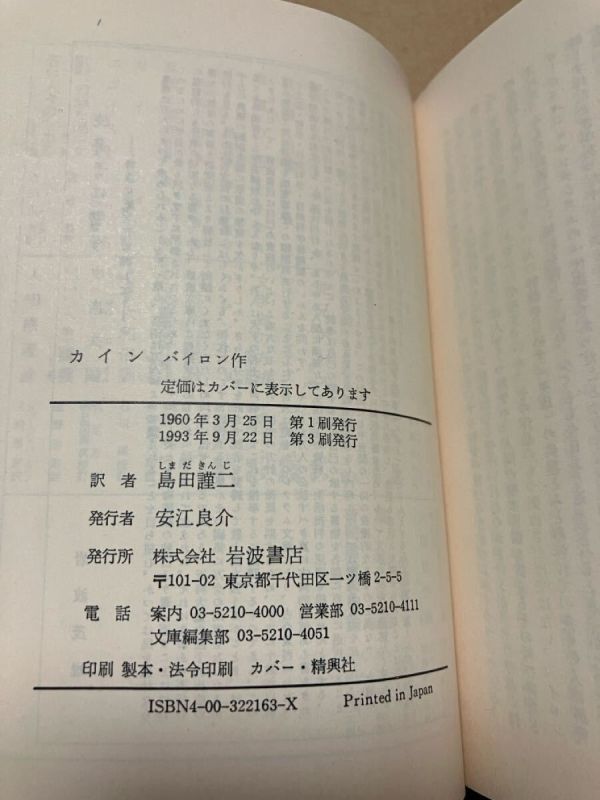 カイン バイロン作
定価はカバーに表示してあります
1960年3月25日 第1刷発行
1993年9月22日 第3刷発行
しまだきんじ
訳者 島田謹二
発行者 安江良介
発行所 株式会社 岩波書店
〒101-02 東京都千代田区一ツ橋2-5-5
電話 案内 03-5210-4000 営業部 03-5210-4111
文庫編集部 03-5210-4051
印刷 製本・法令印刷 カバー・精興社
ISBN4-00-322163-X Printed in Japan